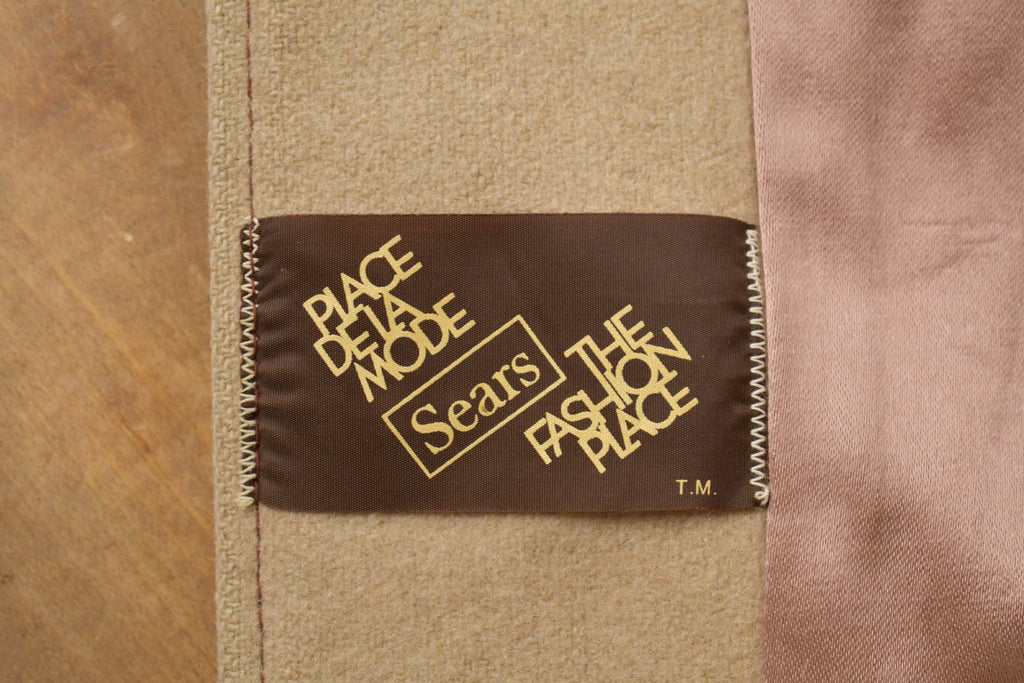 PLACE
DE LA
MODE
Sears
THE
FASHION
PLACE
T.M.